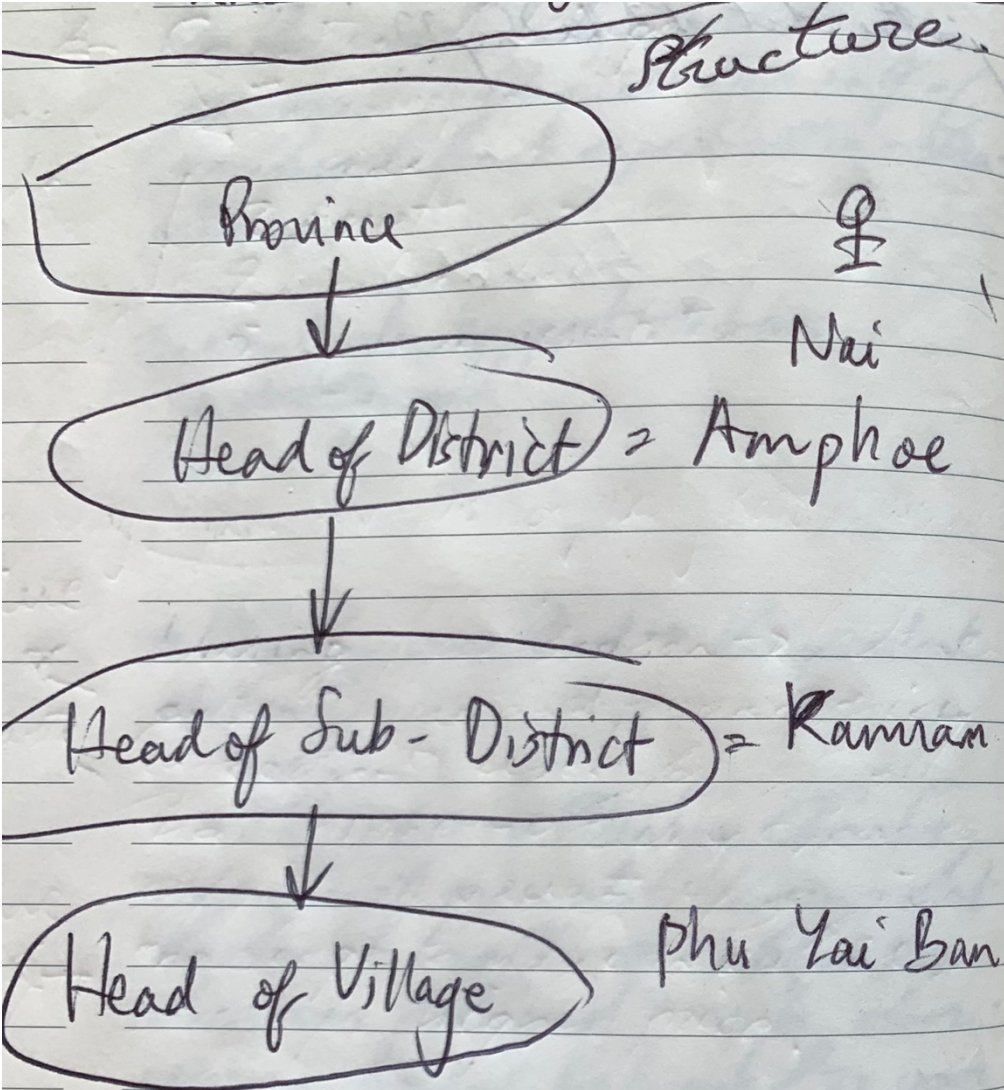 Structure.
Province
Nai
Head of District = Amphoe
Head of Sub-District = Kamnan
Head of Village Phu Yai Ban